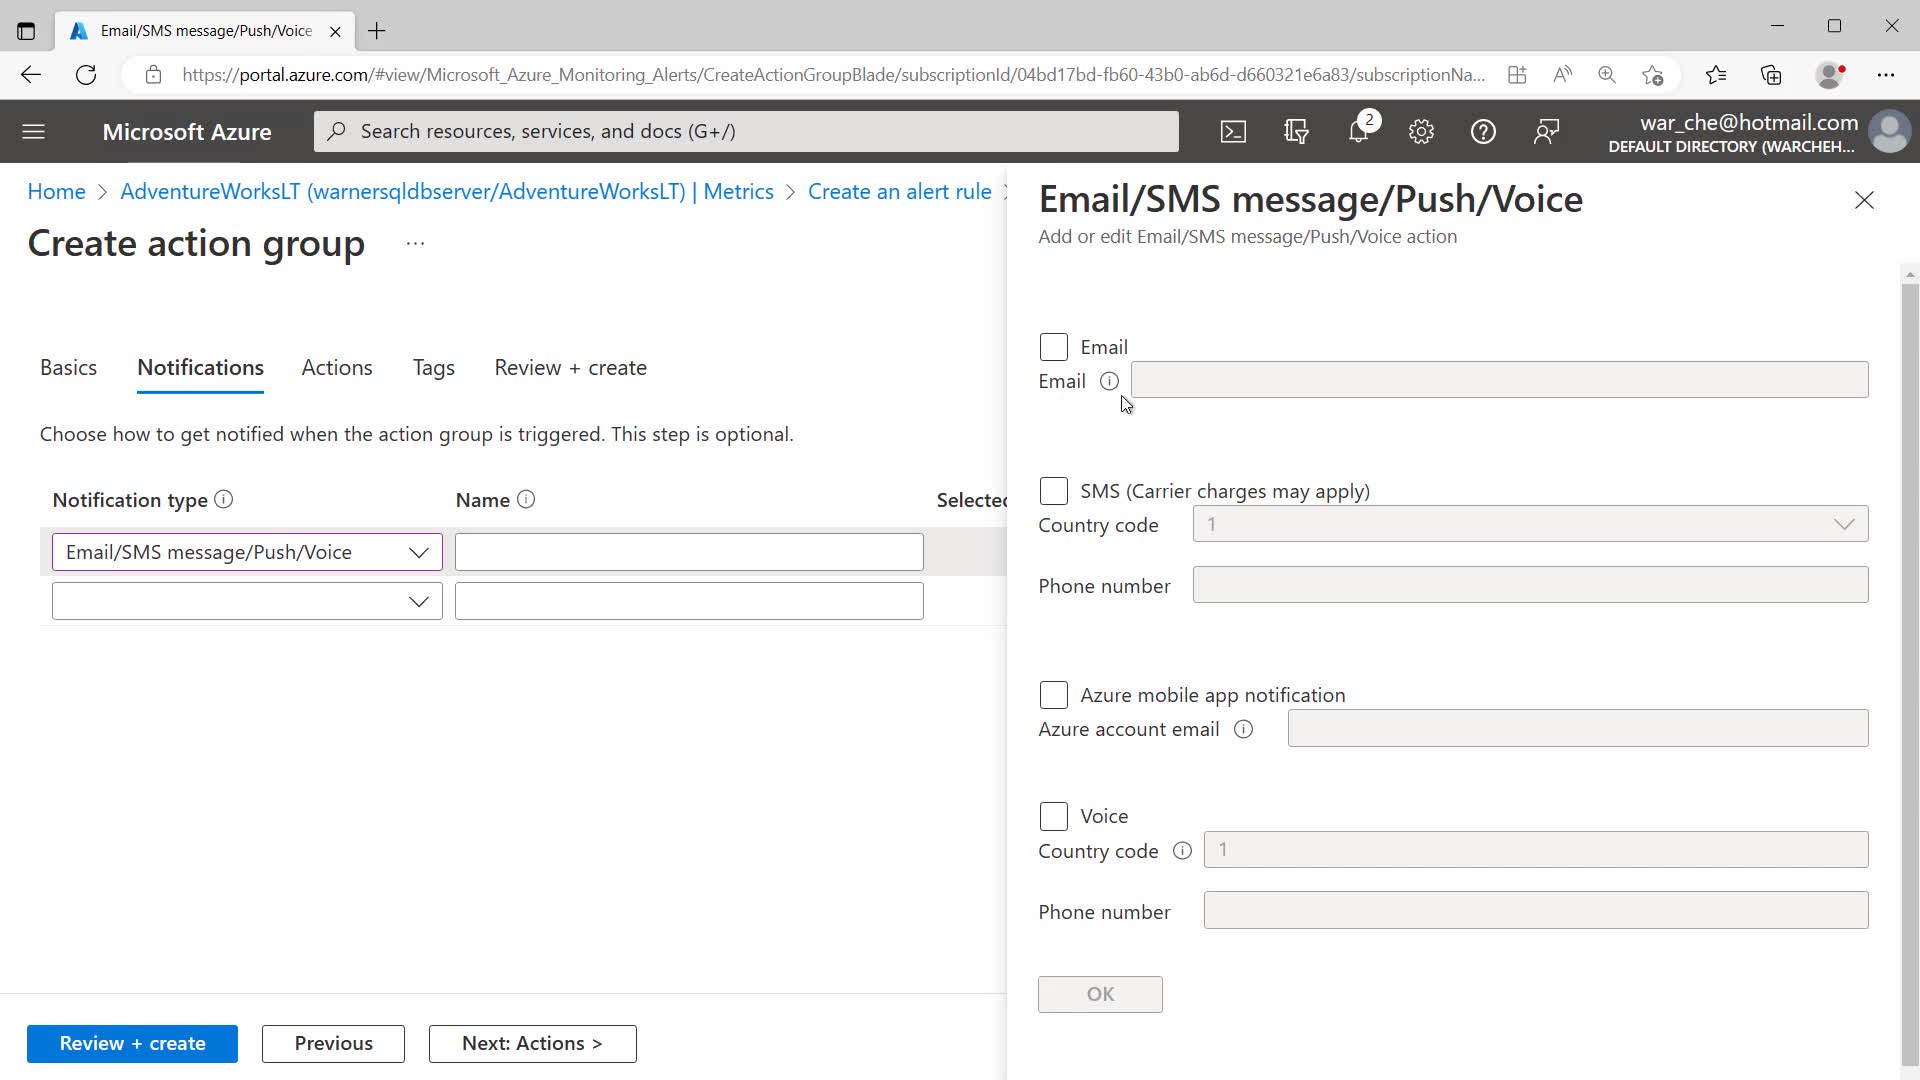 Email/SMS message/Push/Voice
https://portal.azure.com/#view/Microsoft_Azure_Monitoring_Alerts/CreateActionGroupBlade/subscriptionId/04bd17bd-fb60-43b0-ab6d-d660321e6a83/subscriptionNa...
Microsoft Azure
Search resources, services, and docs (G+/)
2
war_che@hotmail.com
DEFAULT DIRECTORY (WARCHEH...
Home > AdventureWorksLT (warnersqldbserver/AdventureWorksLT) | Metrics > Create an alert rule >
Create action group ...
Basics Notifications Actions Tags Review + create
Choose how to get notified when the action group is triggered. This step is optional.
Notification type Name Selected
Email/SMS message/Push/Voice
Review + create Previous Next: Actions >
Email/SMS message/Push/Voice
Add or edit Email/SMS message/Push/Voice action
Email
Email
SMS (Carrier charges may apply)
Country code 1
Phone number
Azure mobile app notification
Azure account email
Voice
Country code 1
Phone number
OK